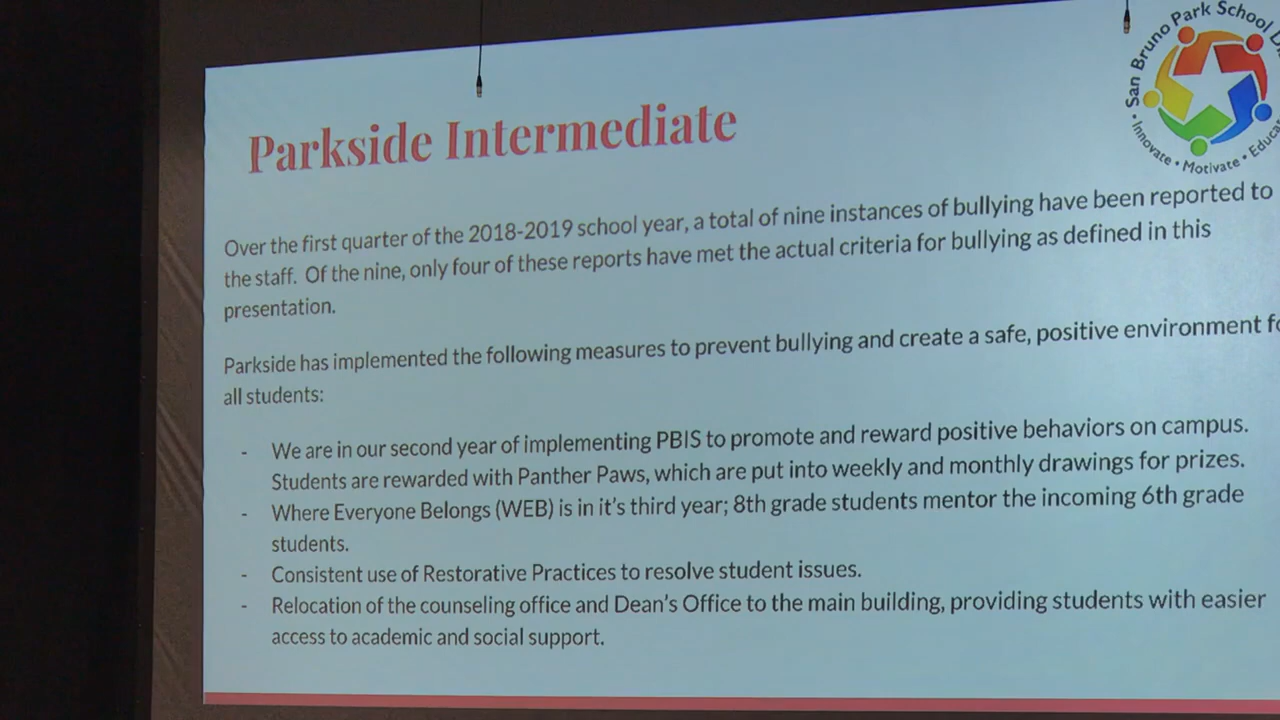 San Bruno Park School
• Innovate • Motivate •
Parkside Intermediate
Over the first quarter of the 2018-2019 school year, a total of nine instances of bullying have been reported to
the staff. Of the nine, only four of these reports have met the actual criteria for bullying as defined in this
presentation.
Parkside has implemented the following measures to prevent bullying and create a safe, positive environment
all students:
- We are in our second year of implementing PBIS to promote and reward positive behaviors on campus.
Students are rewarded with Panther Paws, which are put into weekly and monthly drawings for prizes.
- Where Everyone Belongs (WEB) is in it's third year; 8th grade students mentor the incoming 6th grade
students.
- Consistent use of Restorative Practices to resolve student issues.
- Relocation of the counseling office and Dean's Office to the main building, providing students with easier
access to academic and social support.